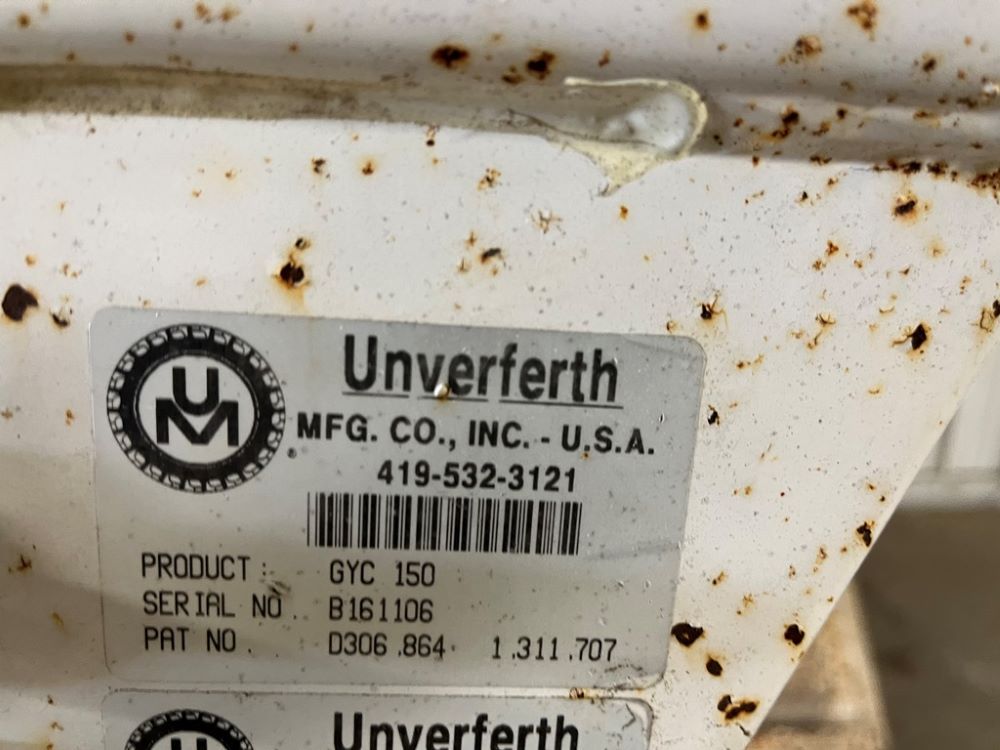 UM
Unverferth
MFG. CO., INC. - U.S.A.
419-532-3121
PRODUCT : GYC 150
SERIAL NO .. B161106
PAT NO . D306.864 1.311.707
Unverferth